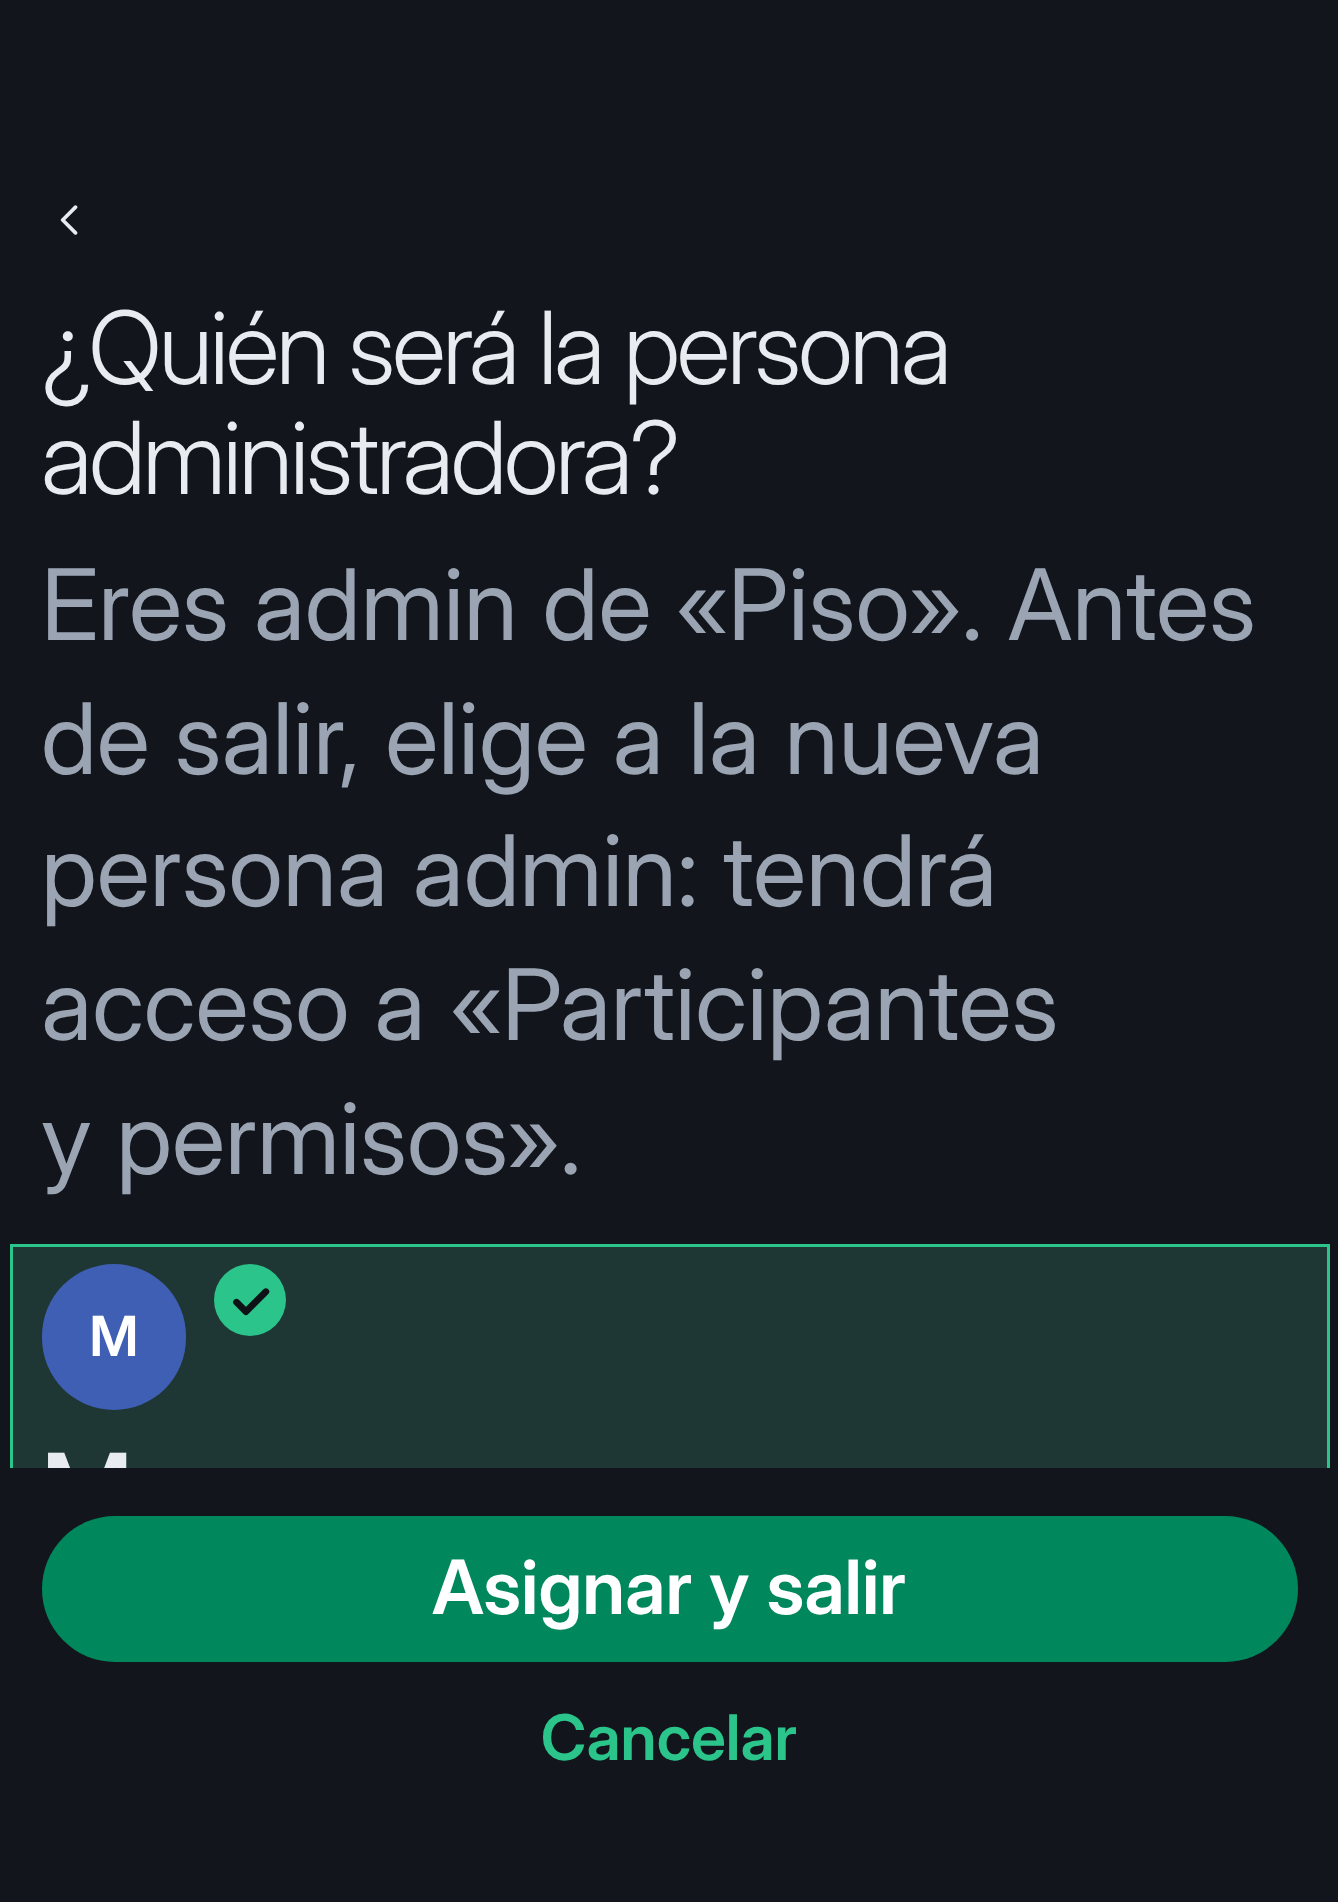 ¿Quién será la persona
administradora?
Eres admin de «Piso». Antes
de salir, elige a la nueva
persona admin: tendrá
acceso a «Participantes
y permisos».
M
Asignar y salir
Cancelar